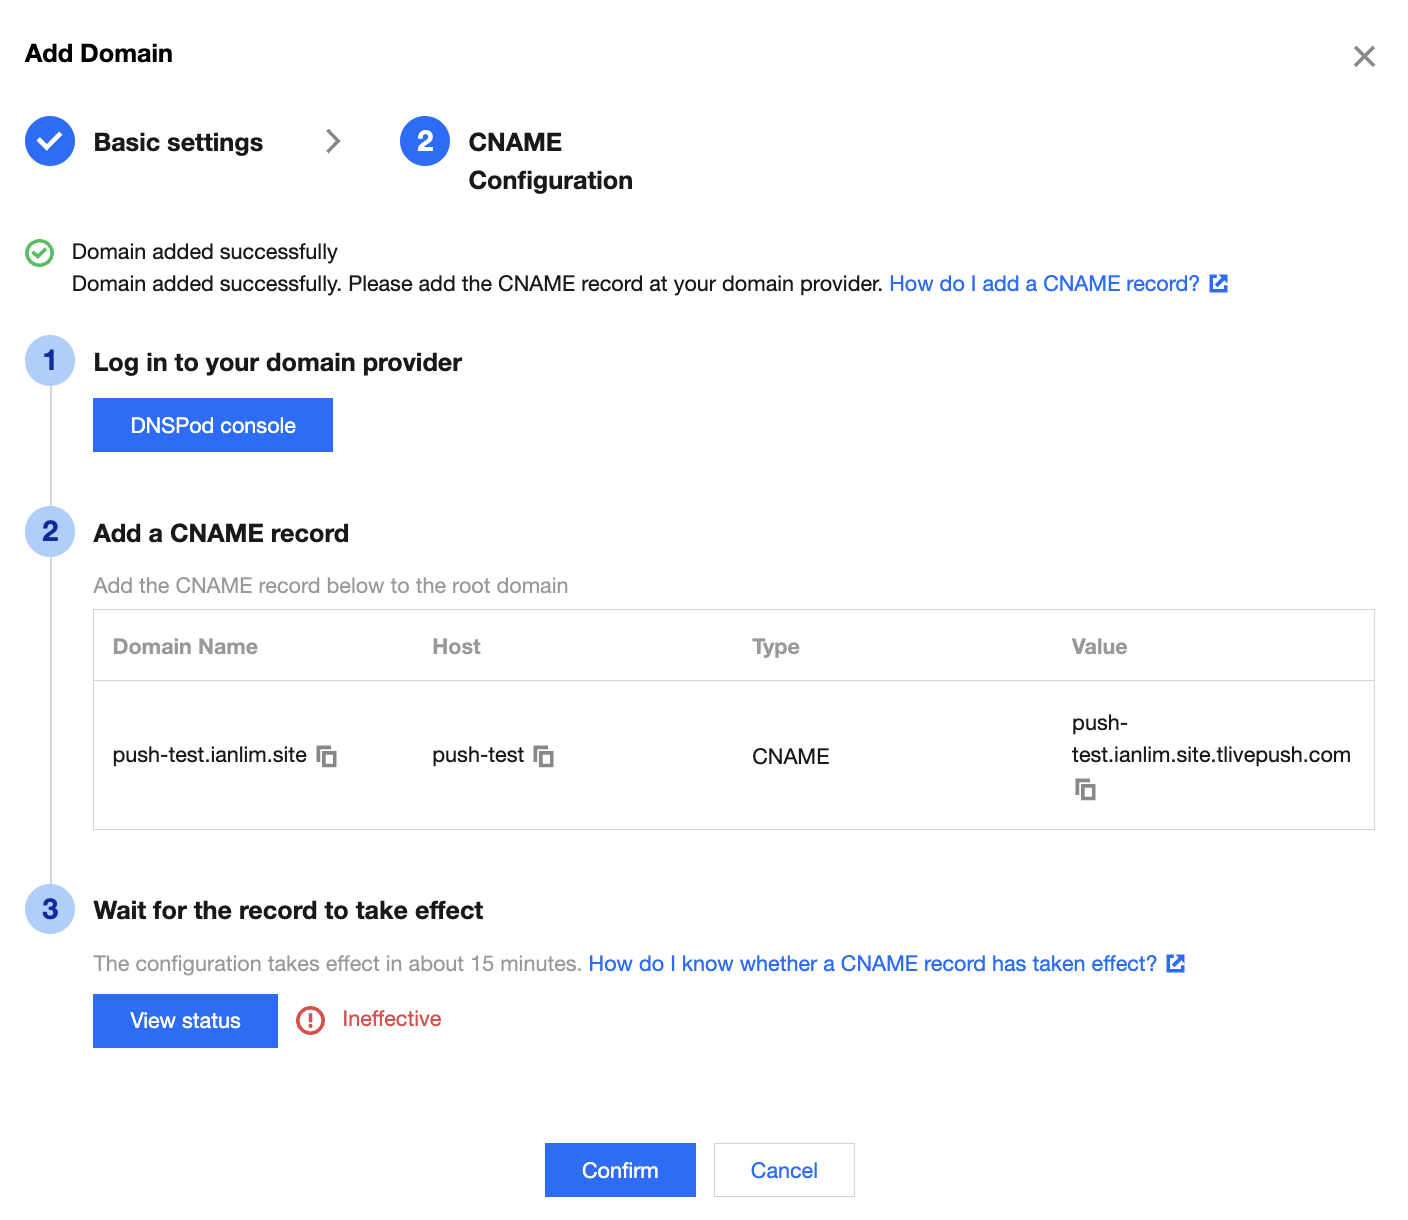 Add Domain
Basic settings
2
CNAME
Configuration
Domain added successfully
Domain added successfully. Please add the CNAME record at your domain provider. How do I add a CNAME record?
1
Log in to your domain provider
DNSPod console
2
Add a CNAME record
Add the CNAME record below to the root domain
Domain Name Host Type Value
push-test.ianlim.site push-test CNAME push-
test.ianlim.site.tlivepush.com
3
Wait for the record to take effect
The configuration takes effect in about 15 minutes. How do I know whether a CNAME record has taken effect?
View status Ineffective
Confirm Cancel